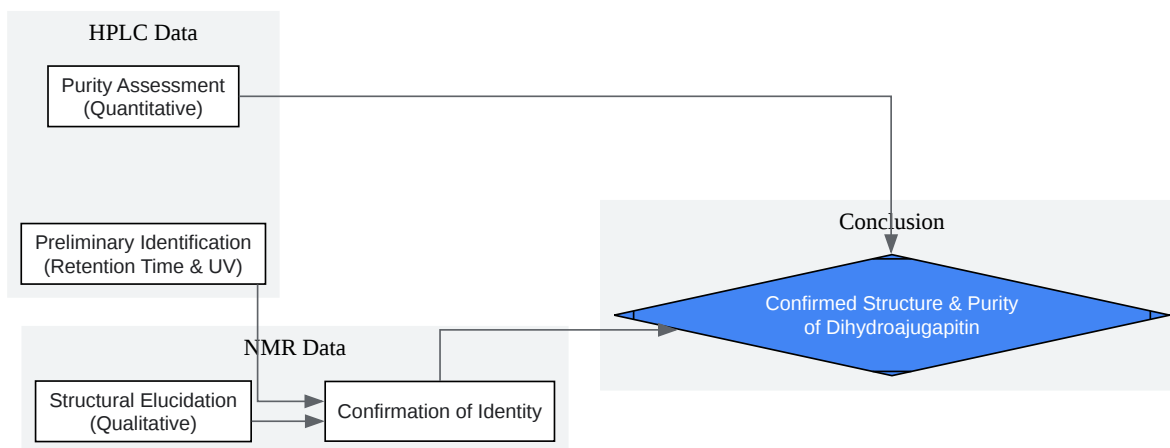 HPLC Data
Purity Assessment
(Quantitative)
Preliminary Identification
(Retention Time & UV)
NMR Data
Structural Elucidation
(Qualitative)
Confirmation of Identity
Conclusion
Confirmed Structure & Purity
of Dihydroajugapitin